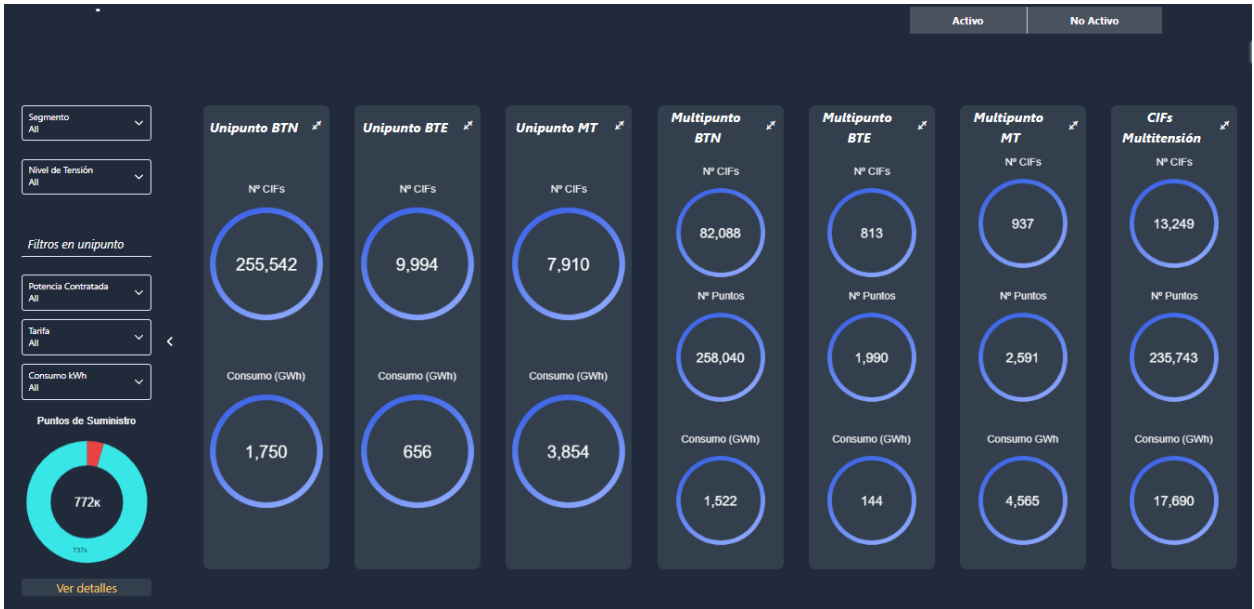 Activo
No Activo
Segmento
All
Nivel de Tensión
All
Filtros en unipunto
Potencia Contratada
All
Tarifa
All
Consumo kWh
All
Puntos de Suministro
772K
737K
Ver detalles
Unipunto BTN
Nº CIFs
255,542
Consumo (GWh)
1,750
Unipunto BTE
Nº CIFs
9,994
Consumo (GWh)
656
Unipunto MT
Nº CIFs
7,910
Consumo (GWh)
3,854
Multipunto
BTN
Nº CIFs
82,088
Nº Puntos
258,040
Consumo (GWh)
1,522
Multipunto
BTE
Nº CIFs
813
Nº Puntos
1,990
Consumo (GWh)
144
Multipunto
MT
Nº CIFs
937
Nº Puntos
2,591
Consumo GWh
4,565
CIFs
Multitensión
Nº CIFs
13,249
Nº Puntos
235,743
Consumo (GWh)
17,690